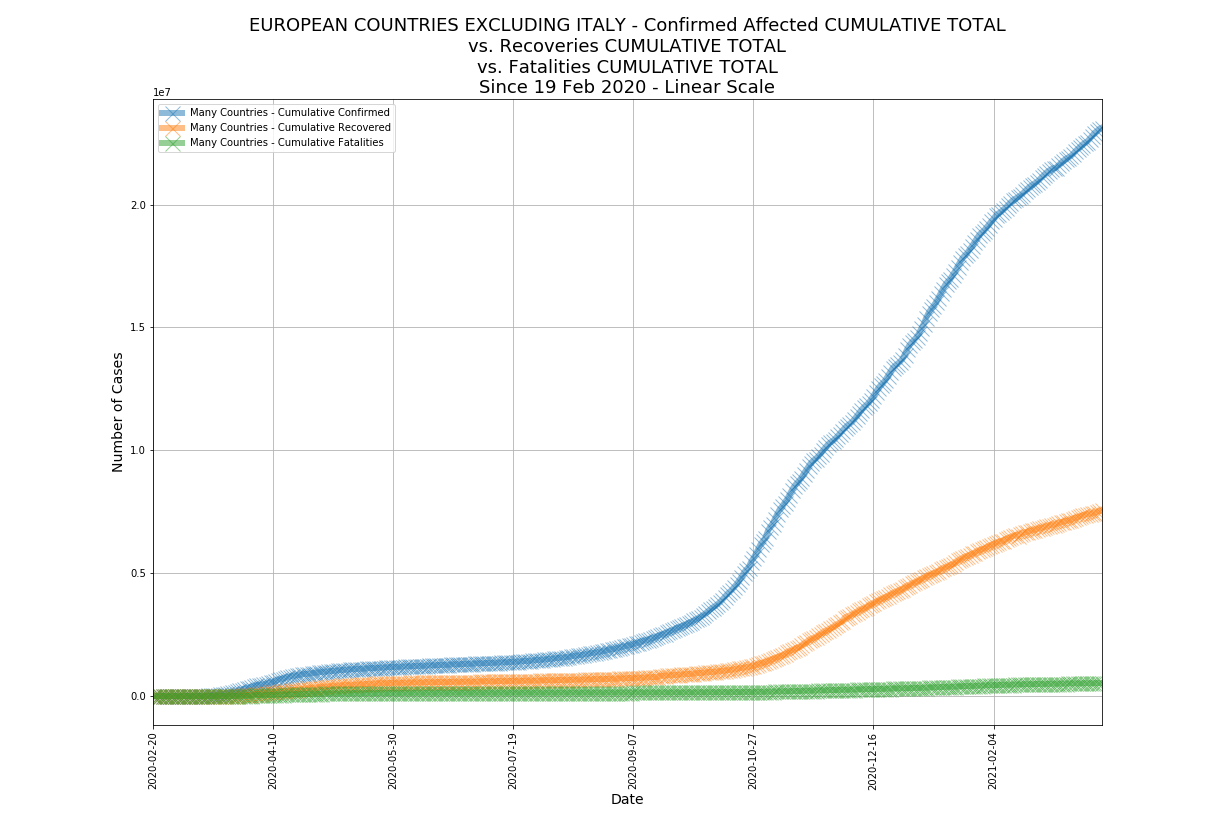 EUROPEAN COUNTRIES EXCLUDING ITALY - Confirmed Affected CUMULATIVE TOTAL
vs. Recoveries CUMULATIVE TOTAL
vs. Fatalities CUMULATIVE TOTAL
Since 19 Feb 2020 - Linear Scale
1e7
Many Countries - Cumulative Confirmed
Many Countries - Cumulative Recovered
Many Countries - Cumulative Fatalities
2.0
1.5
1.0
0.5
0.0
Number of Cases
2020-02-20
2020-04-10
2020-05-30
2020-07-19
2020-09-07
2020-10-27
2020-12-16
2021-02-04
Date